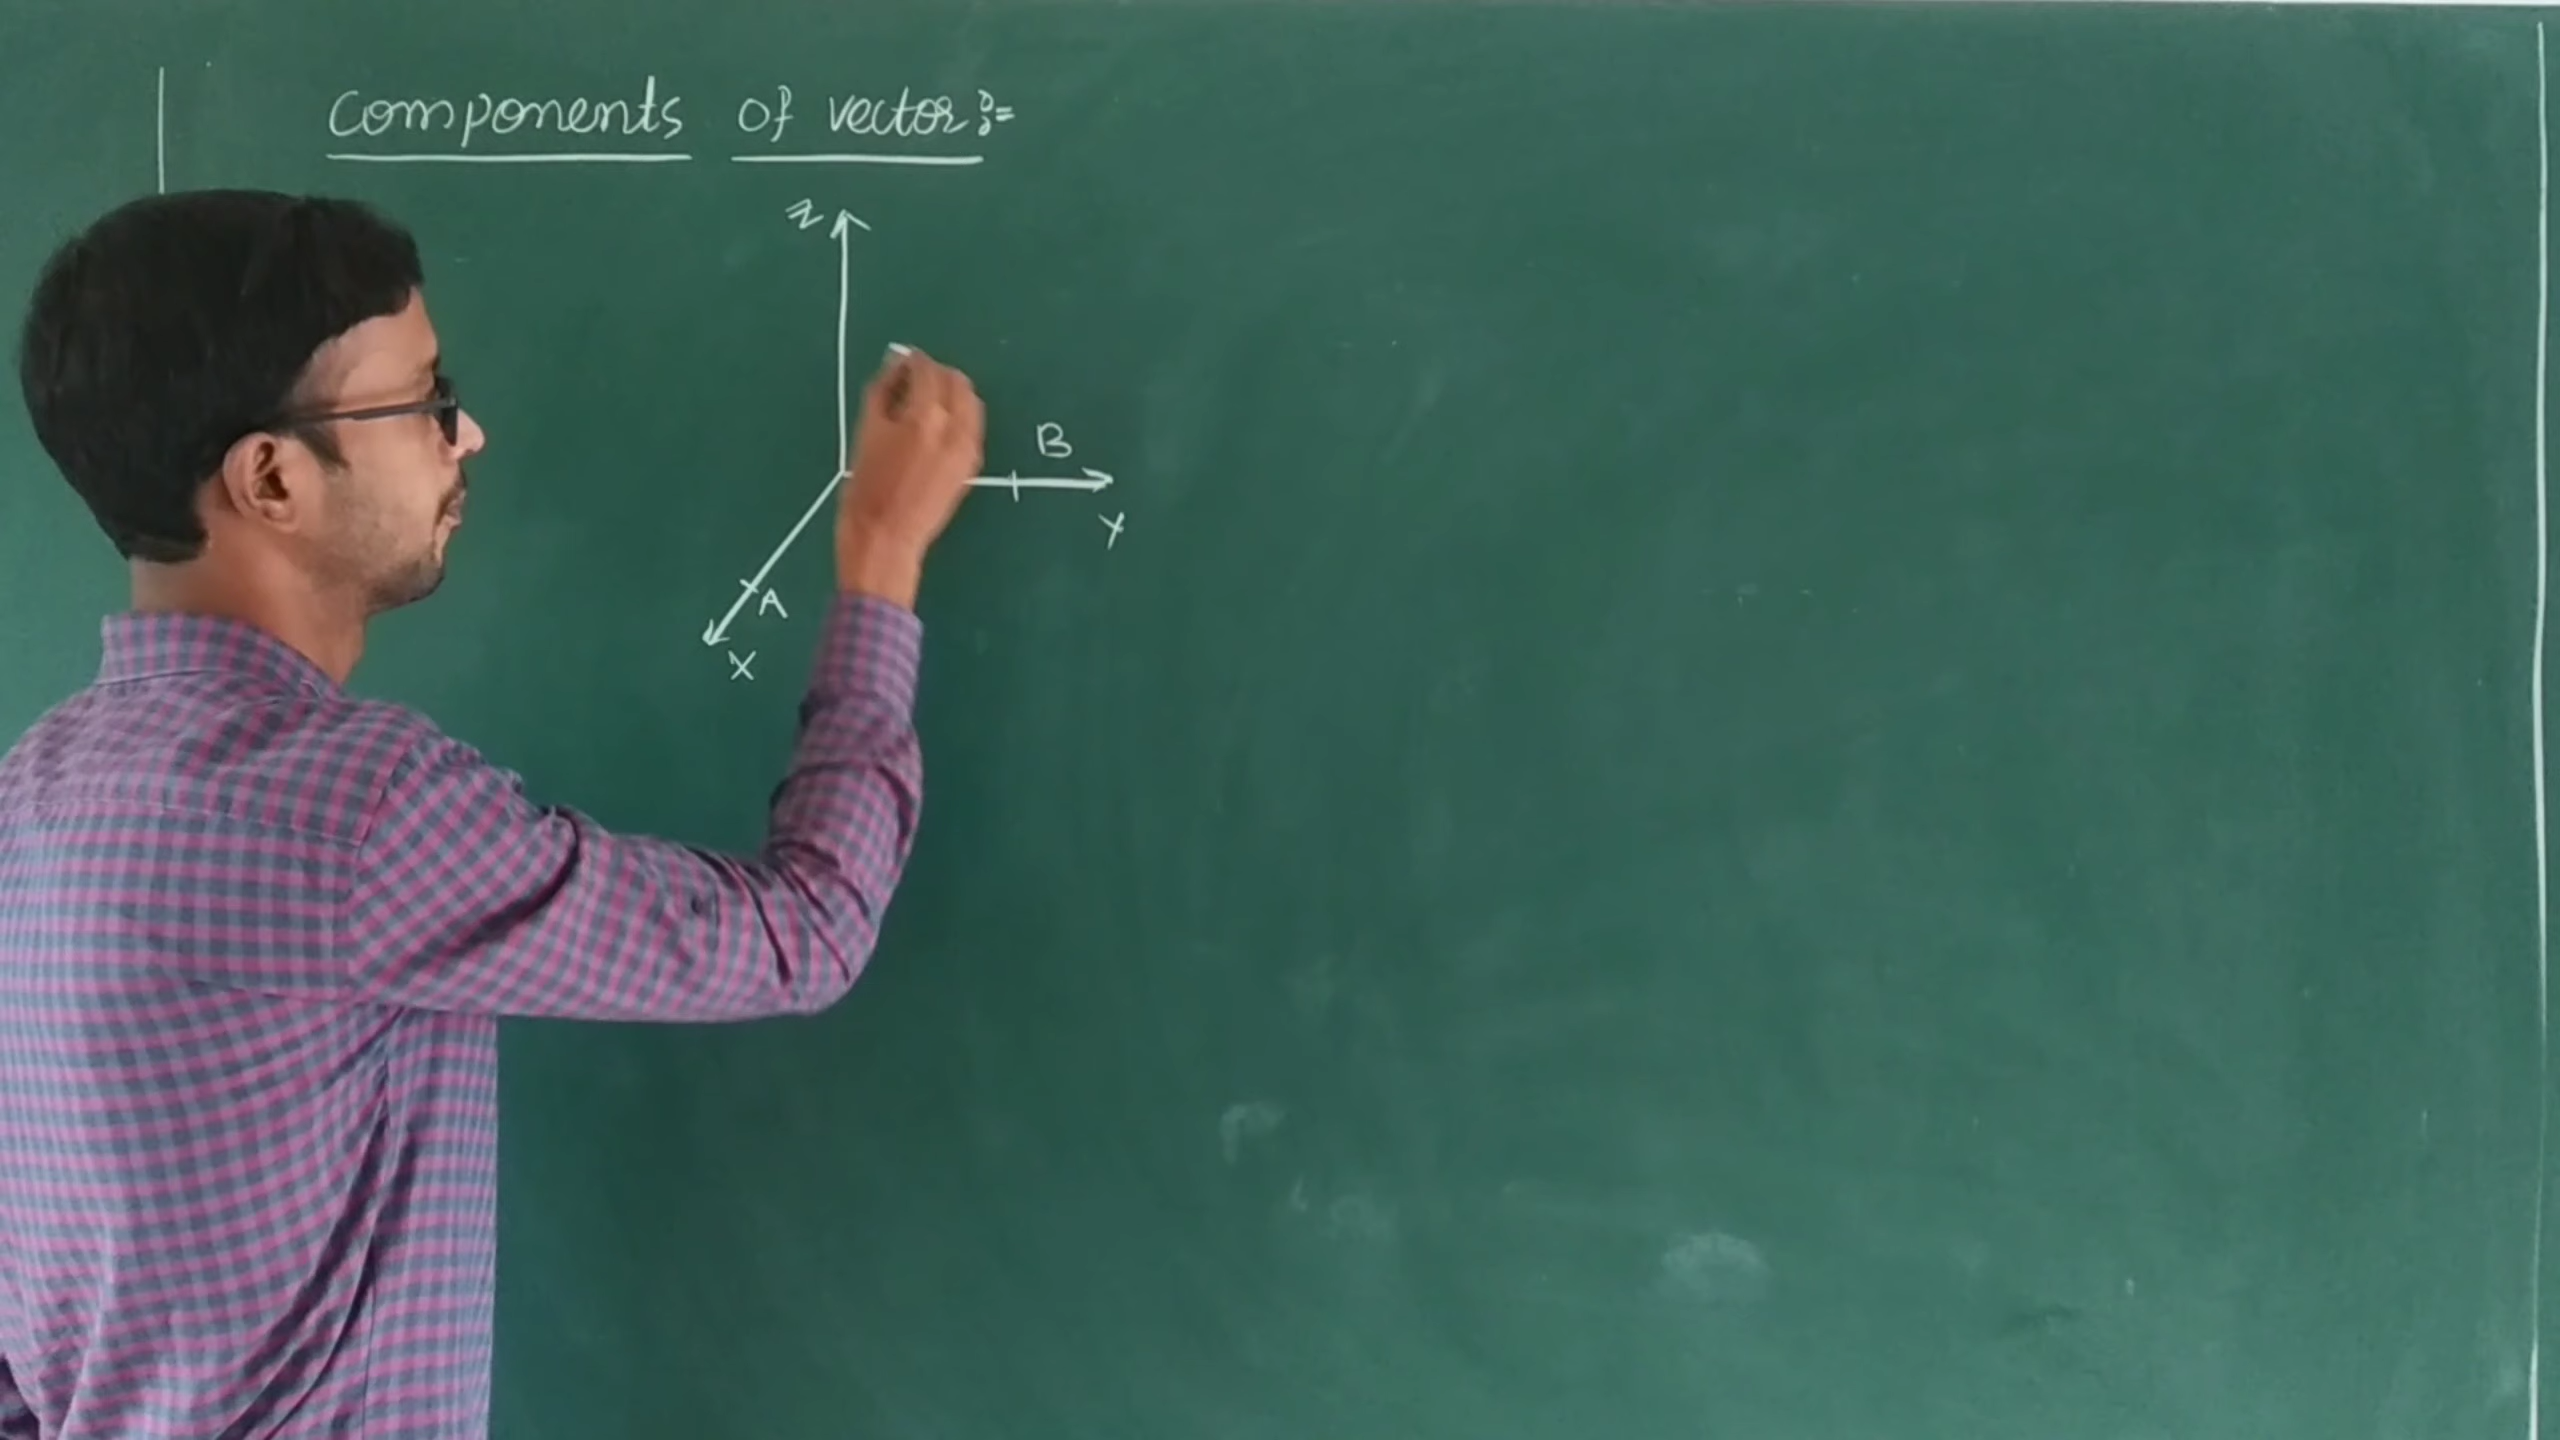 Components of vector:=
Z
B
Y
A
X